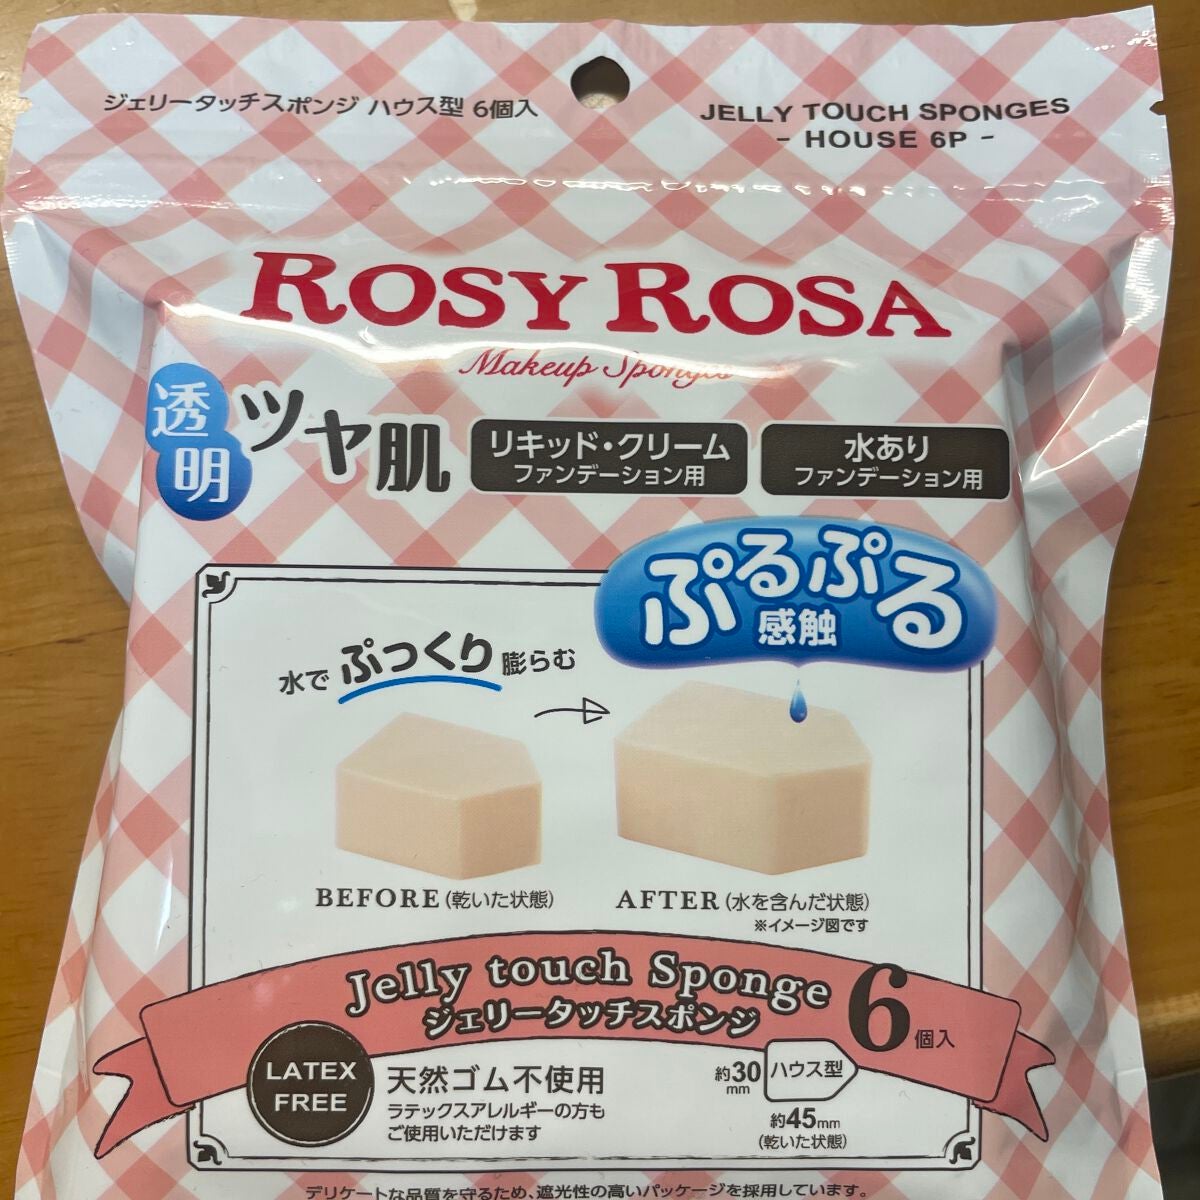 ジェリータッチスポンジ ハウス型 6個入
JELLY TOUCH SPONGES
- HOUSE 6P -
ROSY ROSA
Makeup Sponges
透明ツヤ肌
リキッド・クリーム
ファンデーション用
水あり
ファンデーション用
ぷるぷる
感触
水でぷっくり膨らむ
BEFORE(乾いた状態)
AFTER(水を含んだ状態)
※イメージ図です
Jelly touch Sponge
ジェリータッチスポンジ
6個入
LATEX
FREE
天然ゴム不使用
ラテックスアレルギーの方も
ご使用いただけます
約30mm
ハウス型
約45mm
(乾いた状態)
デリケートな品質を守るため、遮光性の高いパッケージを採用しています。